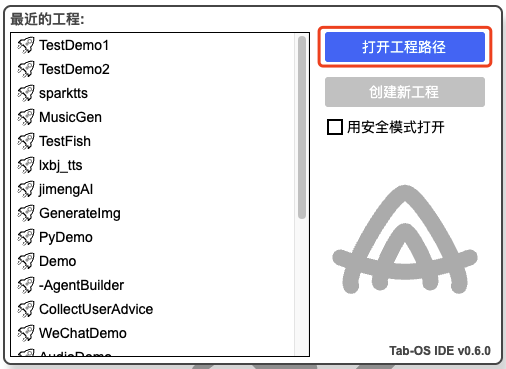 最近的工程:
TestDemo1
TestDemo2
sparktts
MusicGen
TestFish
lxbj_tts
jimengAI
GenerateImg
PyDemo
Demo
-AgentBuilder
CollectUserAdvice
WeChatDemo
AudioDemo
打开工程路径
创建新工程
用安全模式打开
Tab-OS IDE v0.6.0